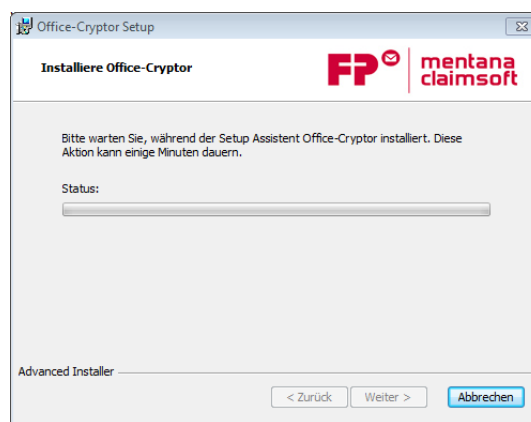 Office-Cryptor Setup
Installiere Office-Cryptor
FP
mentana
claimsoft
Bitte warten Sie, während der Setup Assistent Office-Cryptor installiert. Diese
Aktion kann einige Minuten dauern.
Status:
Advanced Installer
< Zurück
Weiter >
Abbrechen